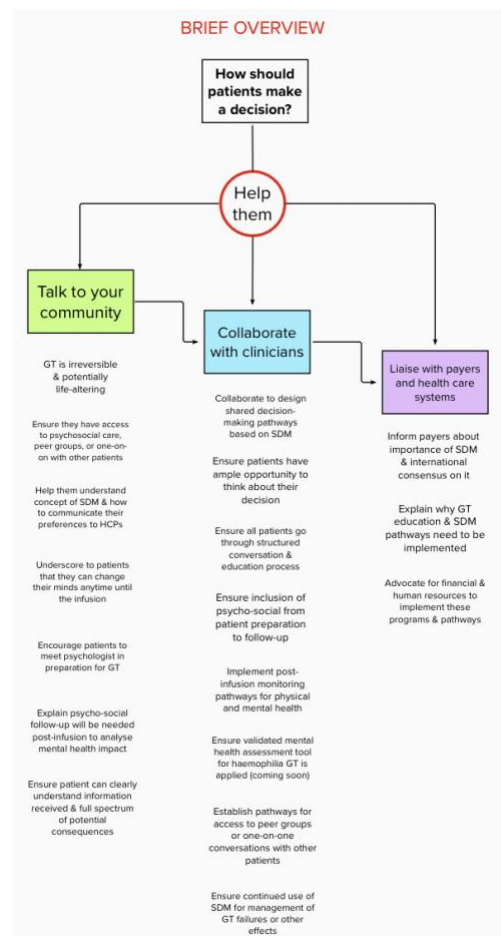 BRIEF OVERVIEW
How should
patients make
a decision?
Help
them
Talk to your
community
GT is irreversible
& potentially
life-altering
Ensure they have access
to psychosocial care,
peer groups, or one-on-
on with other patients
Help them understand
concept of SDM & how
to communicate their
preferences to HCPs
Underscore to patients
that they can change
their minds anytime until
the infusion
Encourage patients to
meet psychologist in
preparation for GT
Explain psycho-social
follow-up will be needed
post-infusion to analyse
mental health impact
Ensure patient can clearly
understand information
received & full spectrum
of potential
consequences
Collaborate
with clinicians
Collaborate to design
shared decision-
making pathways
based on SDM
Ensure patients have
ample opportunity to
think about their
decision
Ensure all patients go
through structured
conversation &
education process
Ensure inclusion of
psycho-social from
patient preparation
to follow-up
Implement post-
infusion monitoring
pathways for physical
and mental health
Ensure validated mental
health assessment tool
for haemophilia GT is
applied (coming soon)
Establish pathways for
access to peer groups
or one-on-one
conversations with other
patients
Ensure continued use of
SDM for management of
GT failures or other
effects
Liaise with payers
and health care
systems
Inform payers about
importance of SDM
& international
consensus on it
Explain why GT
education & SDM
pathways need to be
implemented
Advocate for financial &
human resources to
implement these
programs & pathways